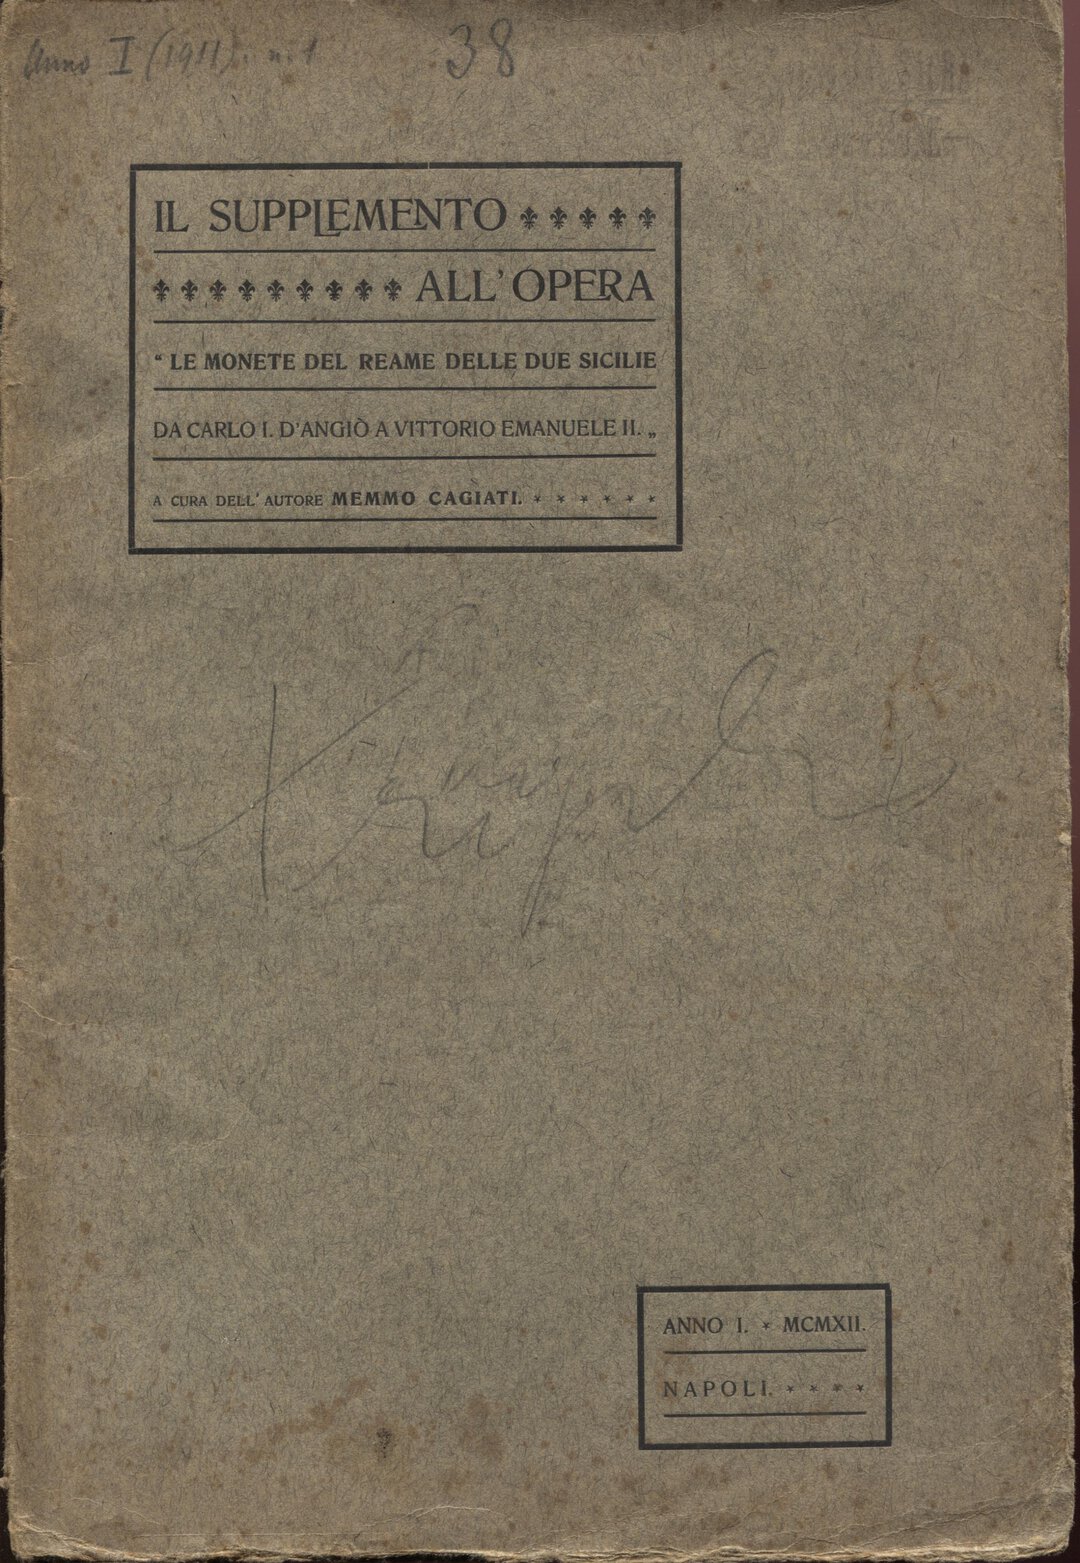 Anno I (1911). n. 1
38
IL SUPPLEMENTO
ALL'OPERA
“ LE MONETE DEL REAME DELLE DUE SICILIE
DA CARLO I. D'ANGIÒ A VITTORIO EMANUELE II. „
A CURA DELL' AUTORE MEMMO CAGIATI. * * * * * *
ANNO I. * MCMXII.
NAPOLI. * * * *